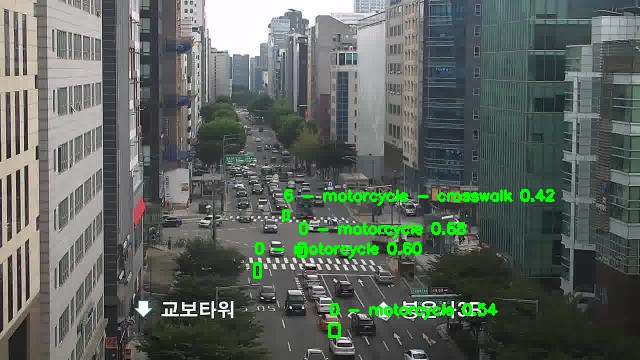 6 - motorcycle - crosswalk 0.42
0 - motorcycle 0.68
0 - motorcycle 0.60
교보타워
0 - motorcycle 0.54